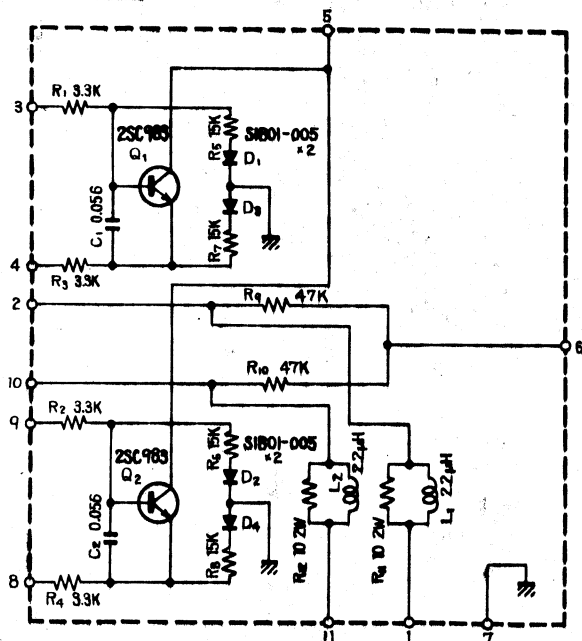 5
3
R1 3.3K
2SC983
Q1
R5 15K
S1B01-005
×2
D1
D3
C1 0.056
R7 15K
4
R3 3.3K
2
R9 47K
6
R10 47K
10
9
R2 3.3K
2SC983
Q2
R6 15K
S1B01-005
×2
D2
D4
C2 0.056
R8 15K
L2
2.2μH
R12 10 2W
L1
2.2μH
R11 10 2W
8
R4 3.3K
11
1
7